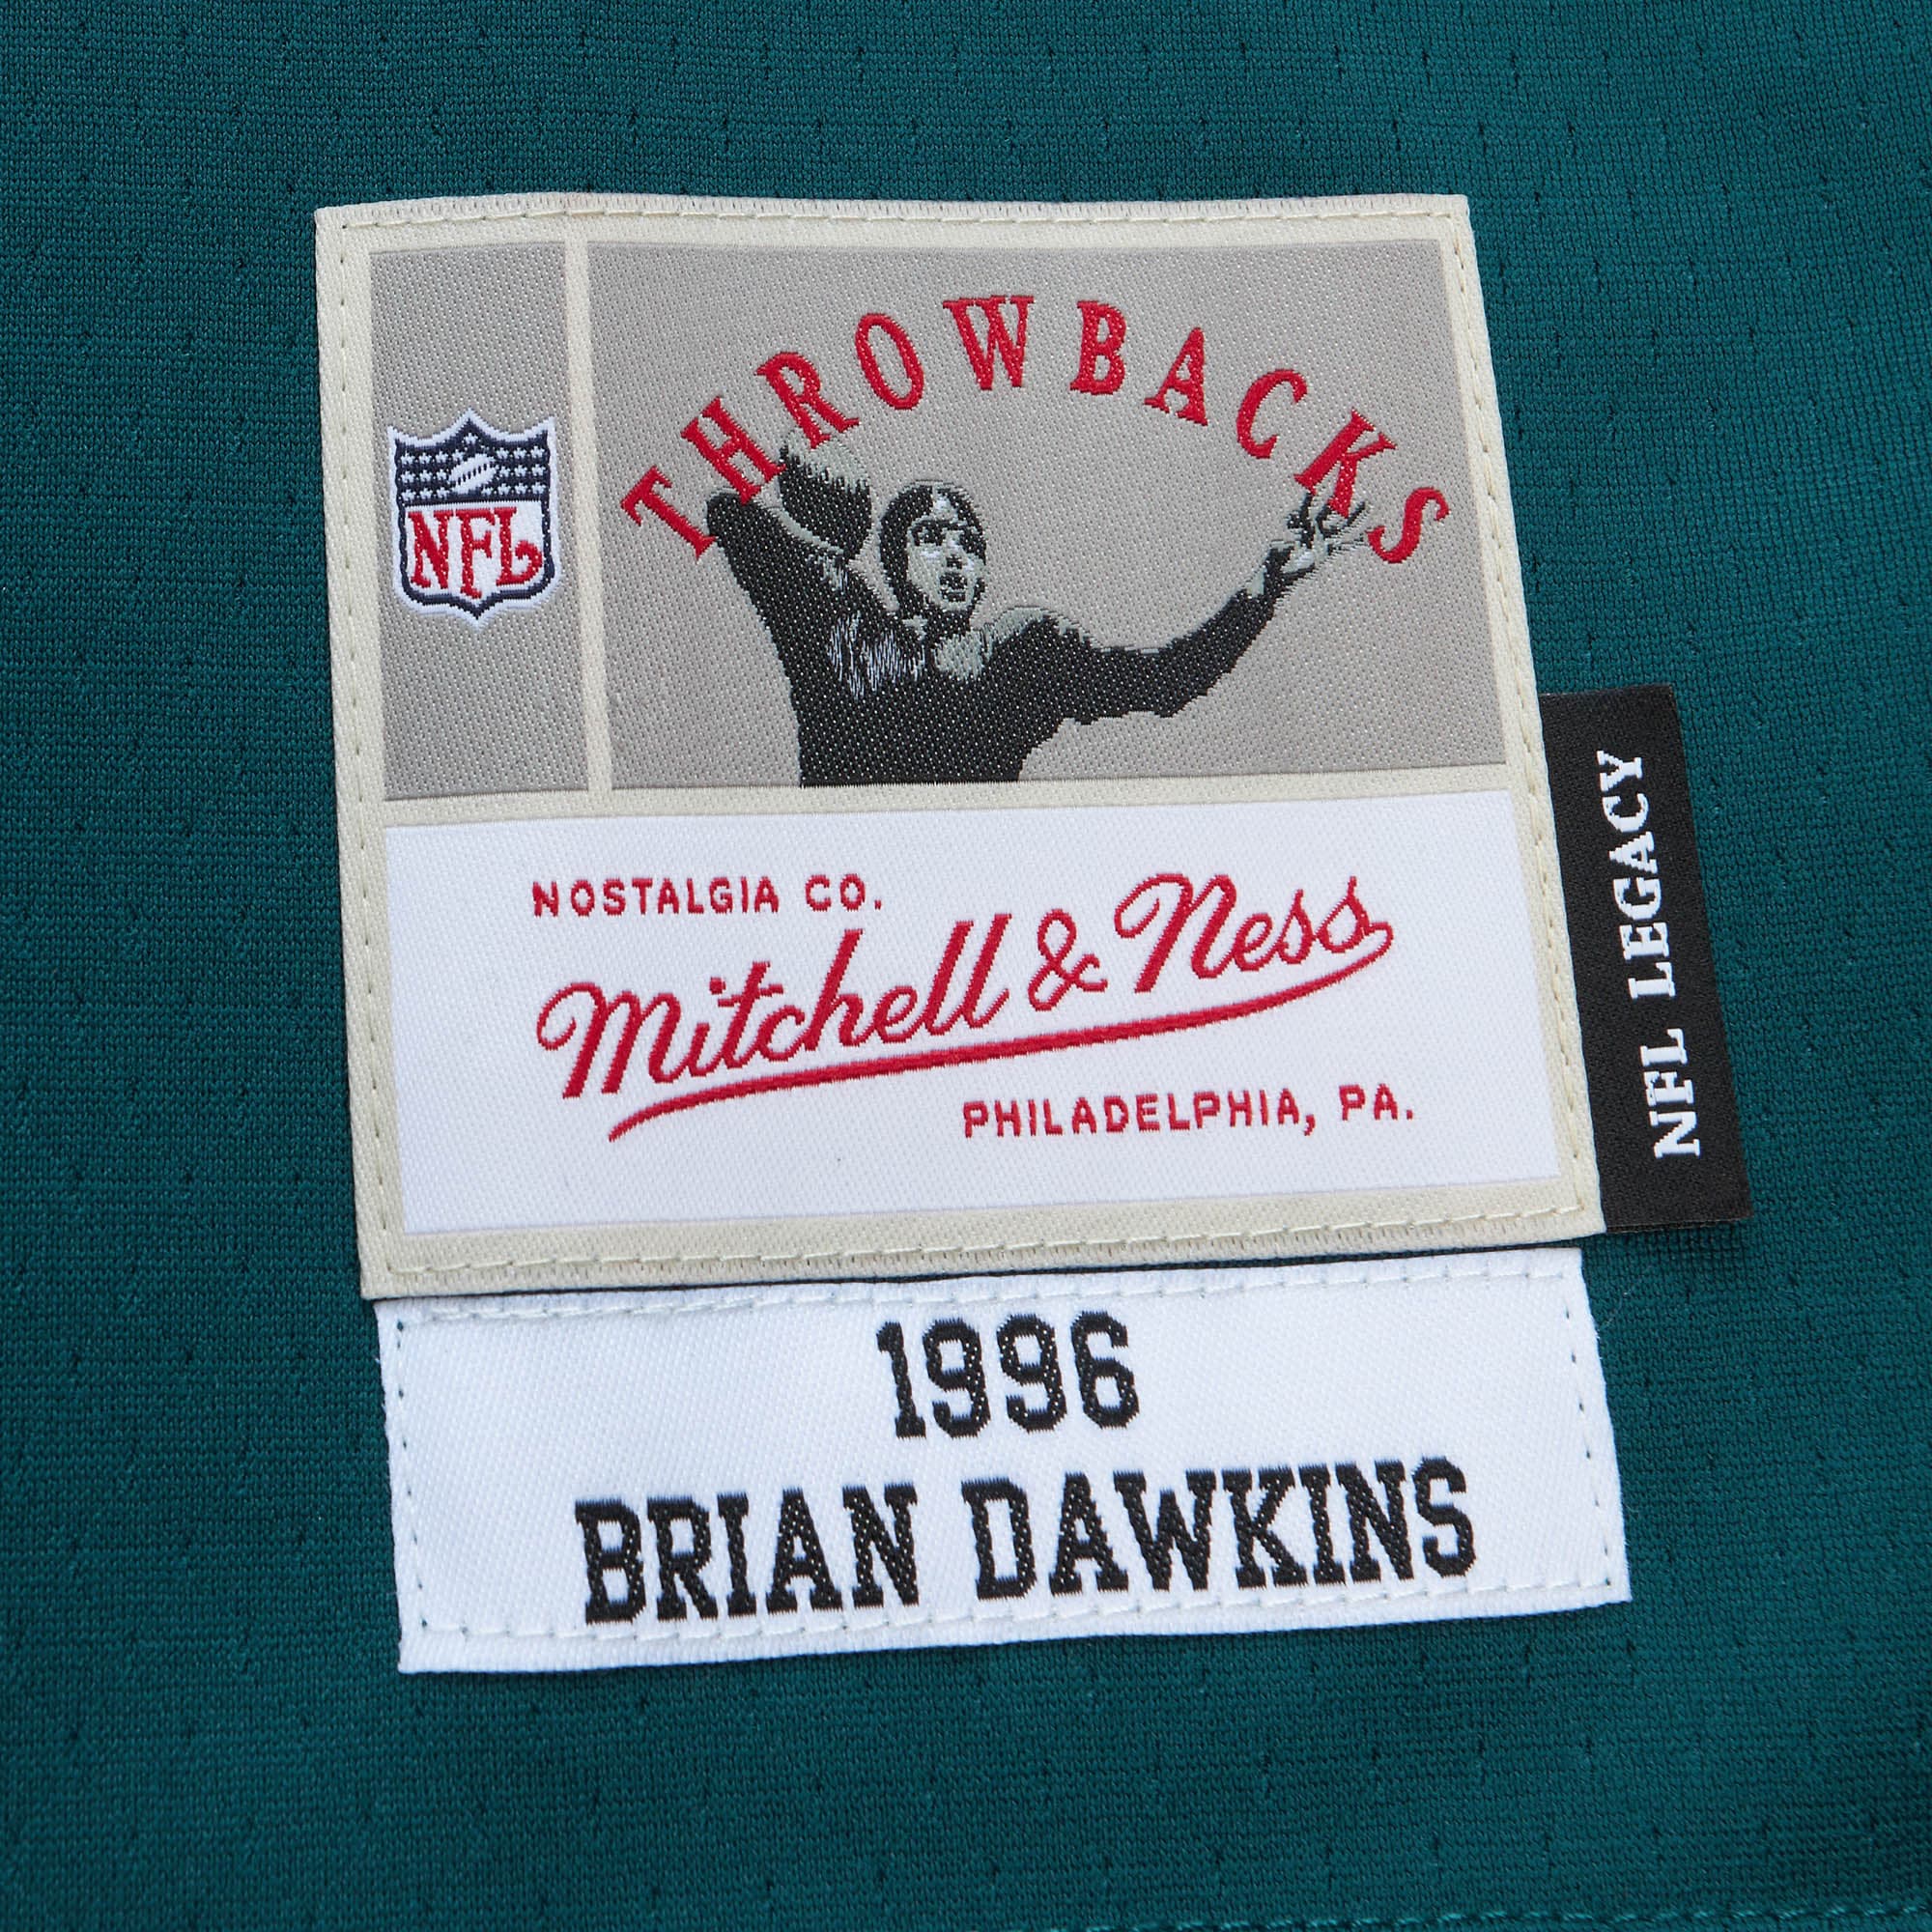 THROWBACKS
NFL
NOSTALGIA CO.
Mitchell & Ness
PHILADELPHIA, PA.
NFL LEGACY
1996
BRIAN DAWKINS